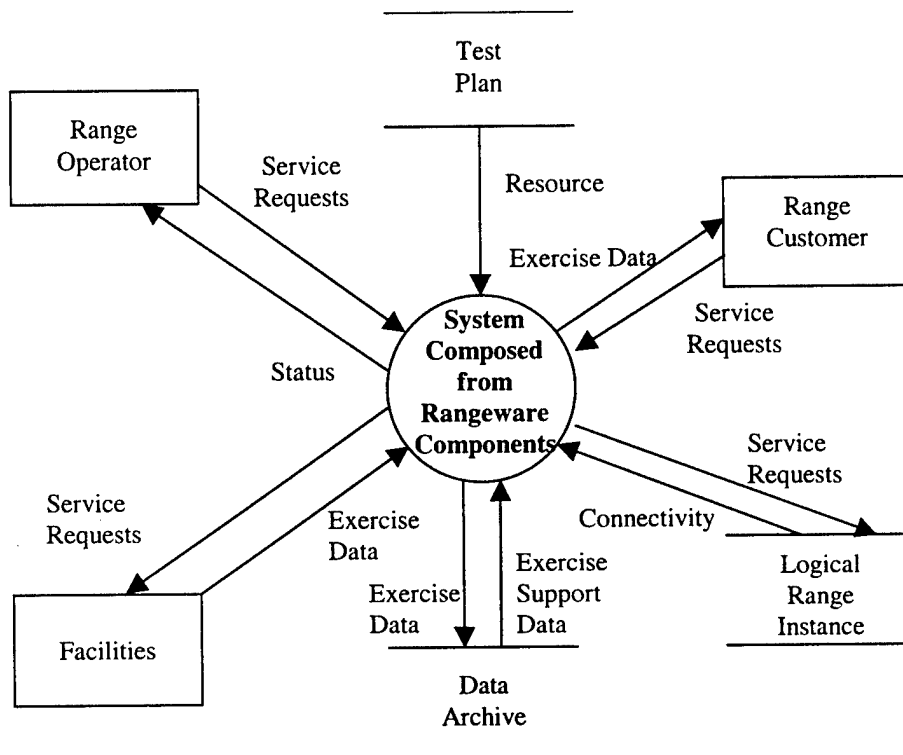 Test
Plan
Range
Operator
Service
Requests
Resource
Range
Customer
Exercise Data
Service
Requests
System
Composed
from
Rangeware
Components
Status
Service
Requests
Exercise
Data
Service
Requests
Connectivity
Exercise
Data
Exercise
Support
Data
Logical
Range
Instance
Facilities
Data
Archive